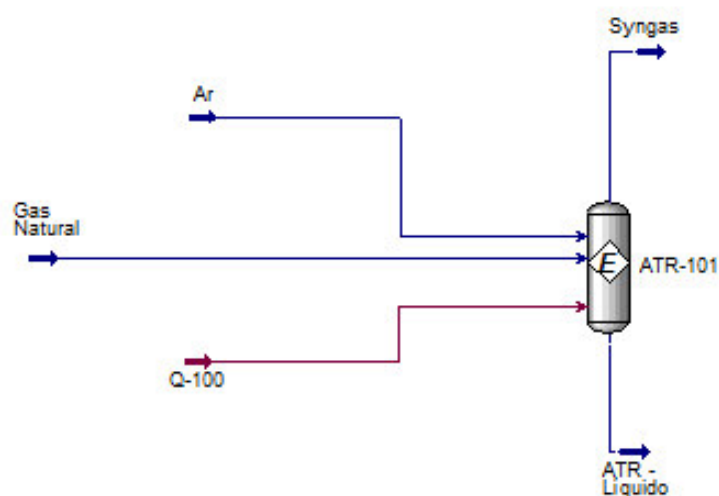 Syngas
Ar
Gas
Natural
E
ATR-101
Q-100
ATR -
Liquido